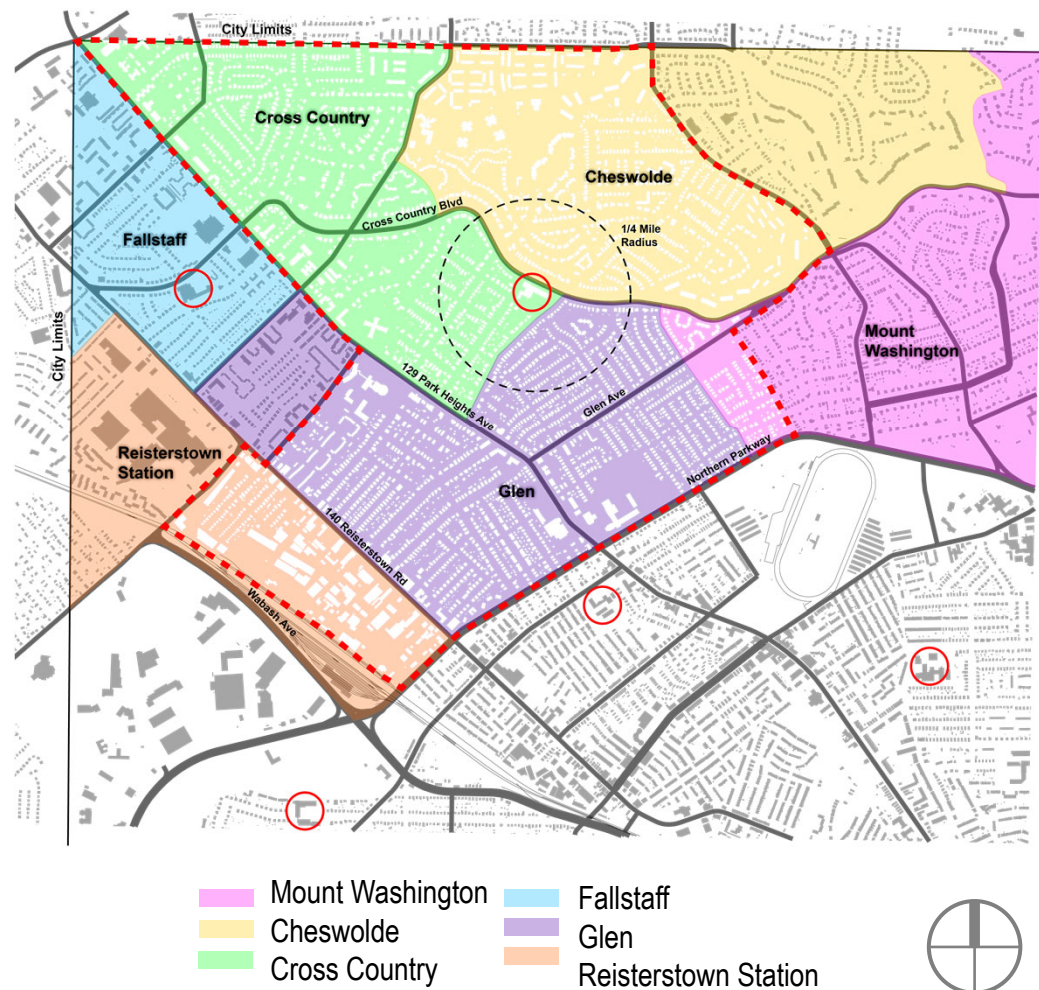 City Limits
Cross Country
Cheswolde
Cross Country Blvd
1/4 Mile
Radius
Fallstaff
City Limits
Mount
Washington
129 Park Heights Ave
Glen Ave
Reisterstown
Station
Glen
Northern Parkway
140 Reisterstown Rd
Wabash Ave
Mount Washington
Cheswolde
Cross Country
Fallstaff
Glen
Reisterstown Station